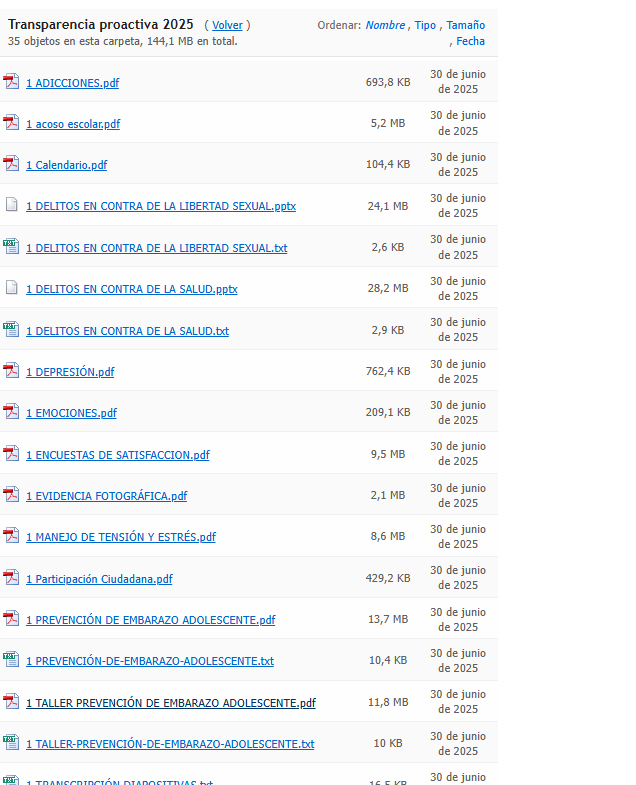 Transparencia proactiva 2025 ( Volver ) Ordenar: Nombre , Tipo , Tamaño
35 objetos en esta carpeta, 144,1 MB en total. , Fecha
1 ADICCIONES.pdf 693,8 KB 30 de junio
de 2025
1 acoso escolar.pdf 5,2 MB 30 de junio
de 2025
1 Calendario.pdf 104,4 KB 30 de junio
de 2025
1 DELITOS EN CONTRA DE LA LIBERTAD SEXUAL.pptx 24,1 MB 30 de junio
de 2025
TXT 1 DELITOS EN CONTRA DE LA LIBERTAD SEXUAL.txt 2,6 KB 30 de junio
de 2025
1 DELITOS EN CONTRA DE LA SALUD.pptx 28,2 MB 30 de junio
de 2025
TXT 1 DELITOS EN CONTRA DE LA SALUD.txt 2,9 KB 30 de junio
de 2025
1 DEPRESIÓN.pdf 762,4 KB 30 de junio
de 2025
1 EMOCIONES.pdf 209,1 KB 30 de junio
de 2025
1 ENCUESTAS DE SATISFACCION.pdf 9,5 MB 30 de junio
de 2025
1 EVIDENCIA FOTOGRÁFICA.pdf 2,1 MB 30 de junio
de 2025
1 MANEJO DE TENSIÓN Y ESTRÉS.pdf 8,6 MB 30 de junio
de 2025
1 Participación Ciudadana.pdf 429,2 KB 30 de junio
de 2025
1 PREVENCIÓN DE EMBARAZO ADOLESCENTE.pdf 13,7 MB 30 de junio
de 2025
TXT 1 PREVENCIÓN-DE-EMBARAZO-ADOLESCENTE.txt 10,4 KB 30 de junio
de 2025
1 TALLER PREVENCIÓN DE EMBARAZO ADOLESCENTE.pdf 11,8 MB 30 de junio
de 2025
TXT 1 TALLER-PREVENCIÓN-DE-EMBARAZO-ADOLESCENTE.txt 10 KB 30 de junio
de 2025
TXT 1 TRANSCRIPCIÓN DIAPOSITIVAS.txt 16,5 KB 30 de junio